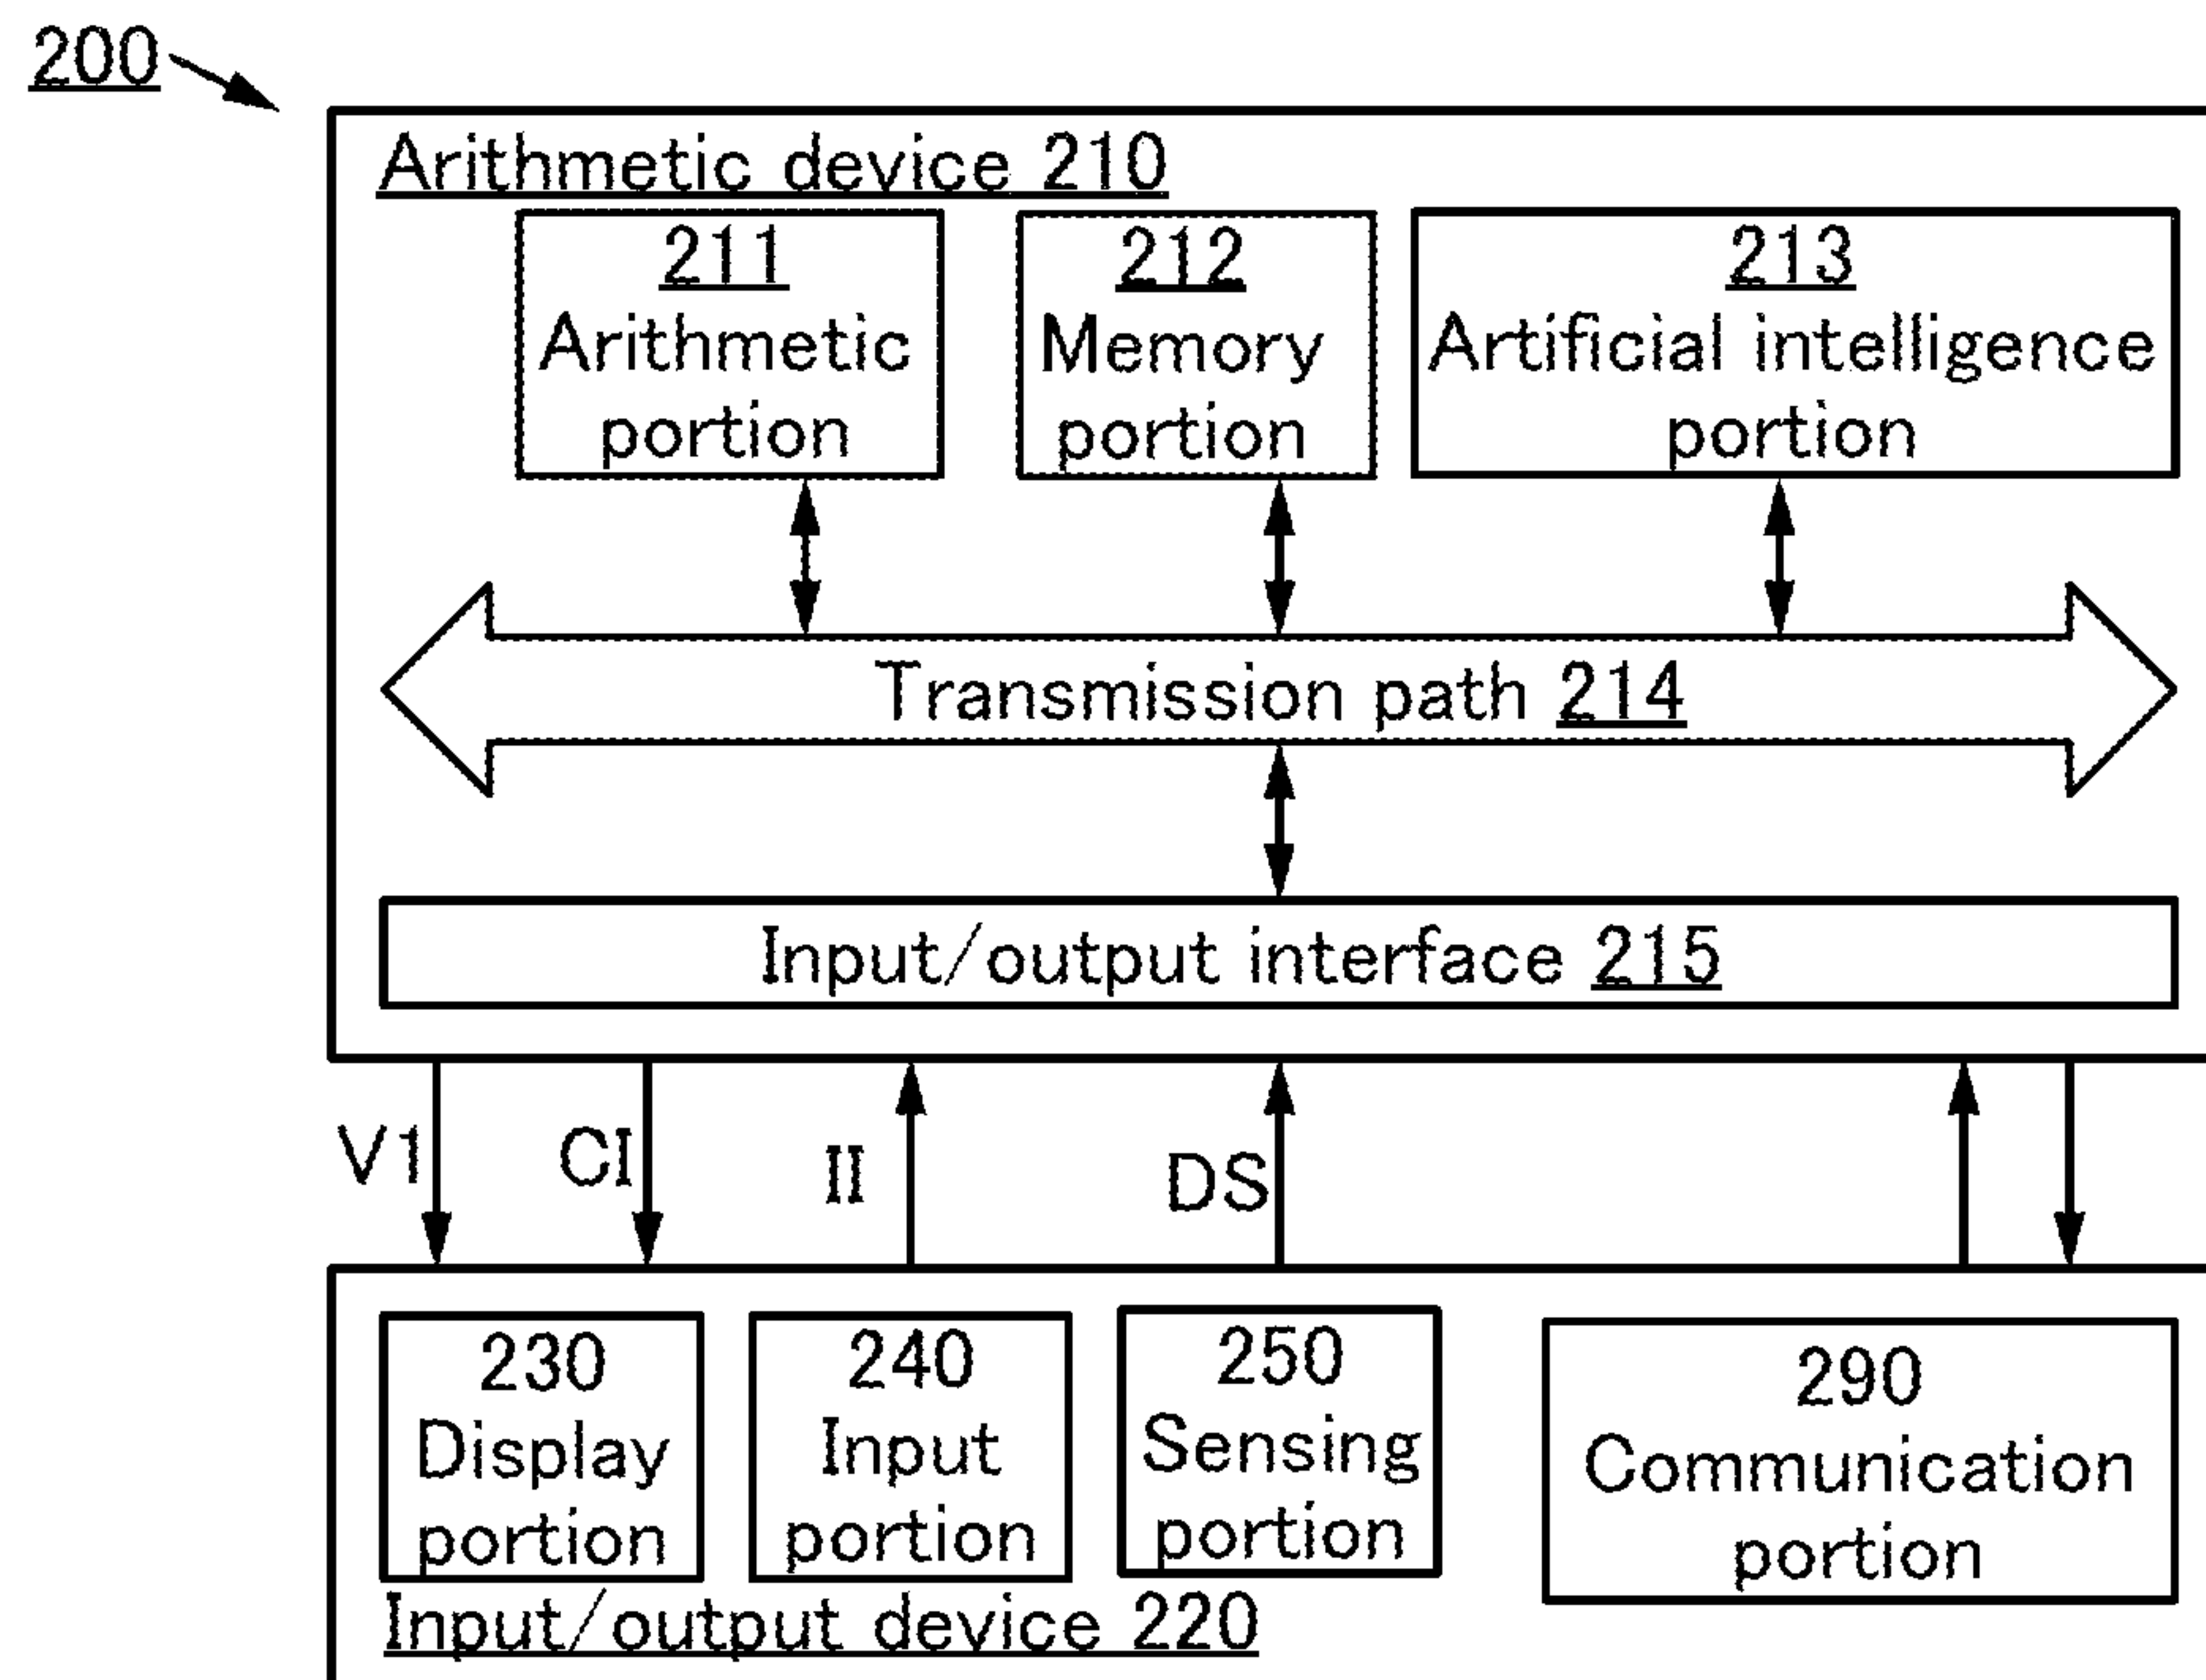 200
Arithmetic device 210
211
Arithmetic
portion
212
Memory
portion
213
Artificial intelligence
portion
Transmission path 214
Input/output interface 215
V1
CI
II
DS
230
Display
portion
240
Input
portion
250
Sensing
portion
290
Communication
portion
Input/output device 220